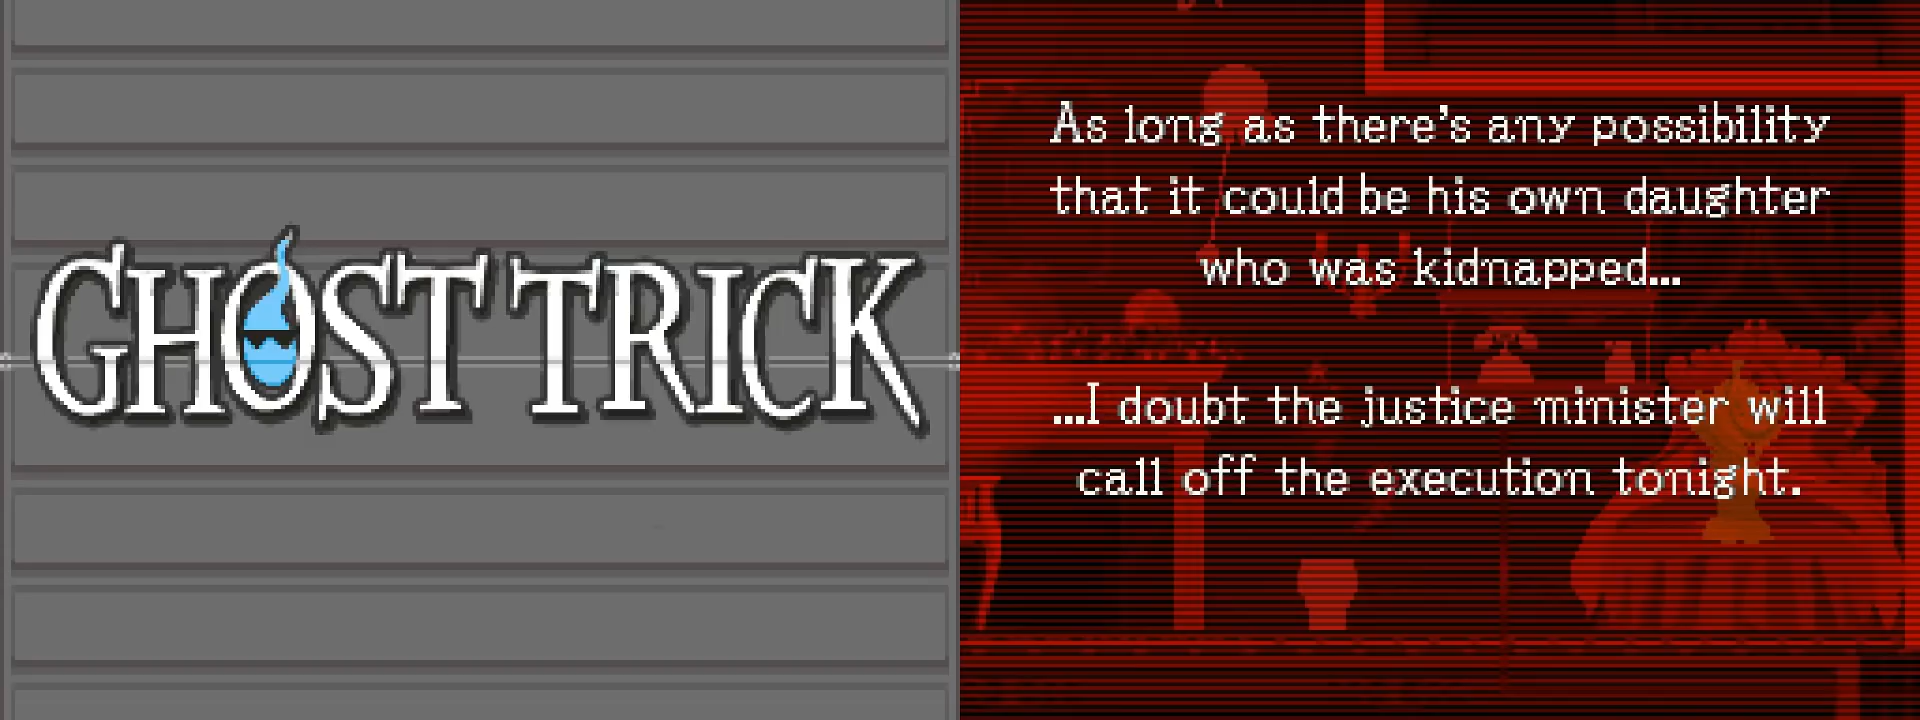 GHOST TRICK
As long as there's any possibility
that it could be his own daughter
who was kidnapped...
...I doubt the justice minister will
call off the execution tonight.